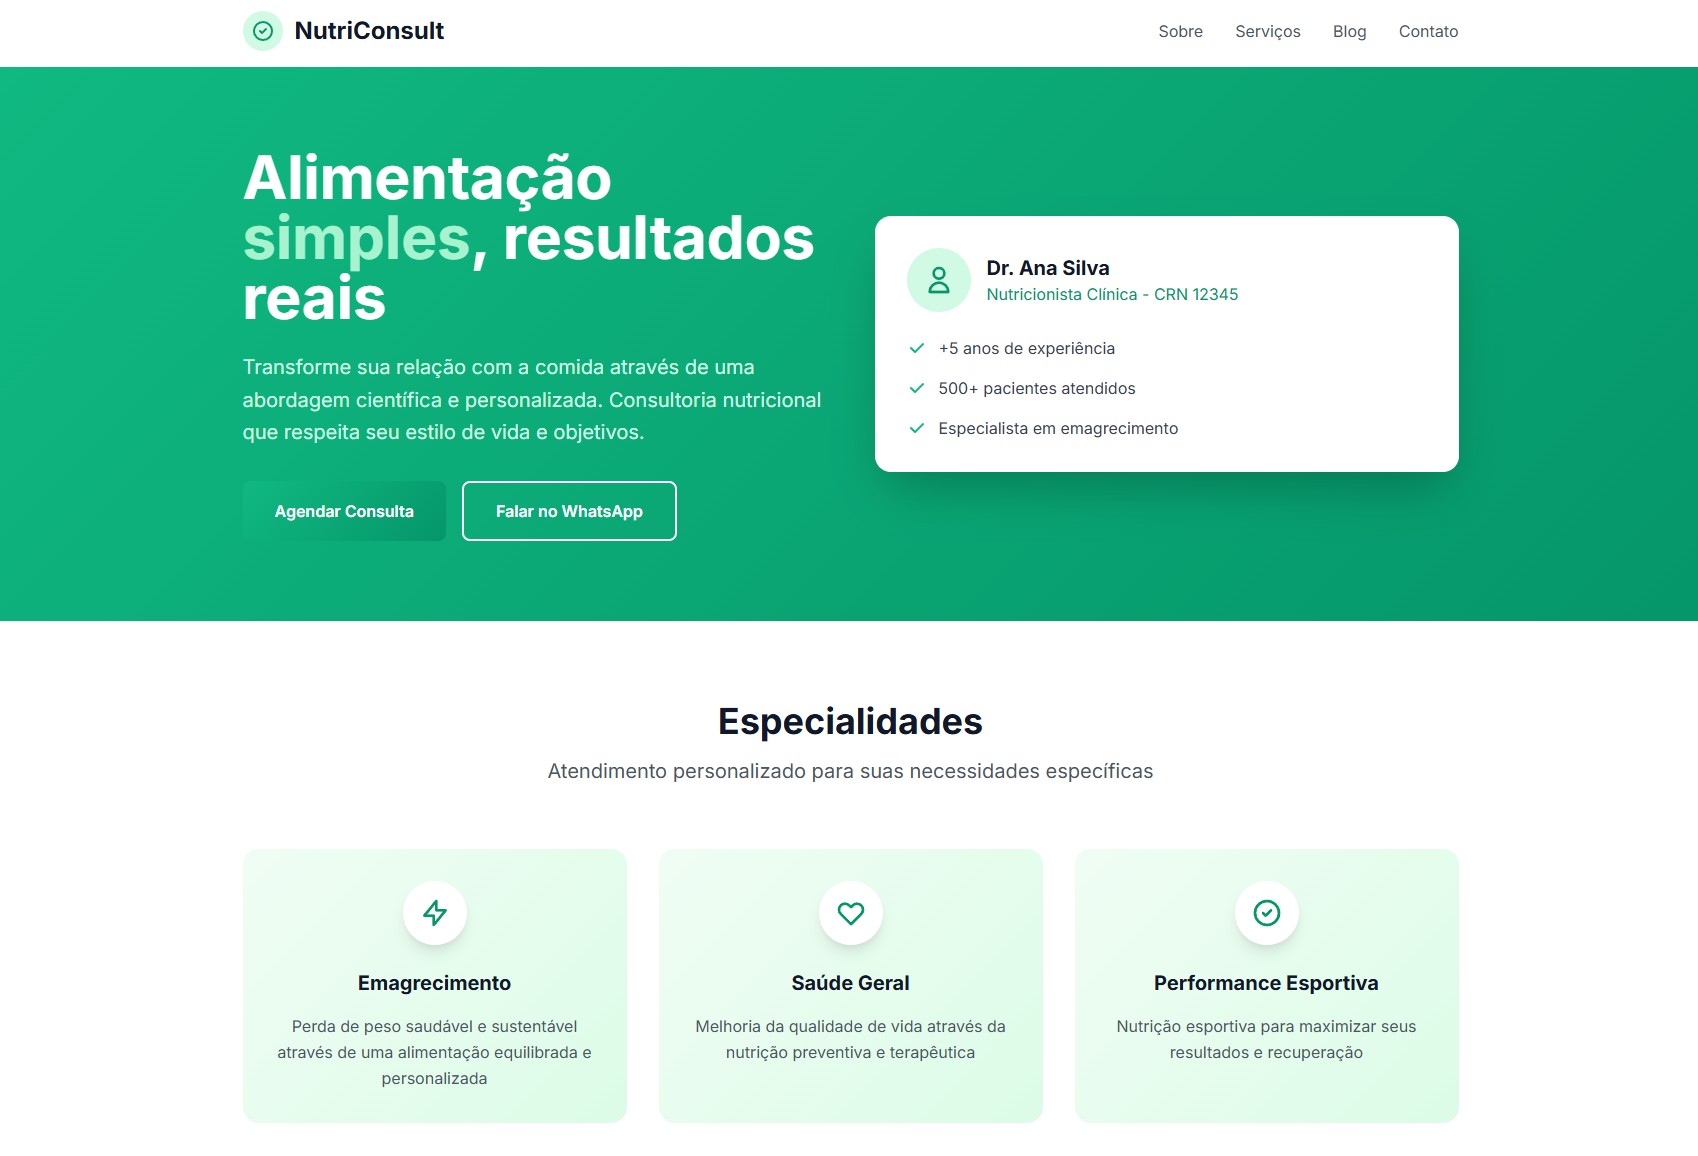 NutriConsult
Sobre
Serviços
Blog
Contato
Alimentação
simples, resultados
reais
Transforme sua relação com a comida através de uma
abordagem científica e personalizada. Consultoria nutricional
que respeita seu estilo de vida e objetivos.
Agendar Consulta
Falar no WhatsApp
Dr. Ana Silva
Nutricionista Clínica - CRN 12345
+5 anos de experiência
500+ pacientes atendidos
Especialista em emagrecimento
Especialidades
Atendimento personalizado para suas necessidades específicas
Emagrecimento
Perda de peso saudável e sustentável
através de uma alimentação equilibrada e
personalizada
Saúde Geral
Melhoria da qualidade de vida através da
nutrição preventiva e terapêutica
Performance Esportiva
Nutrição esportiva para maximizar seus
resultados e recuperação